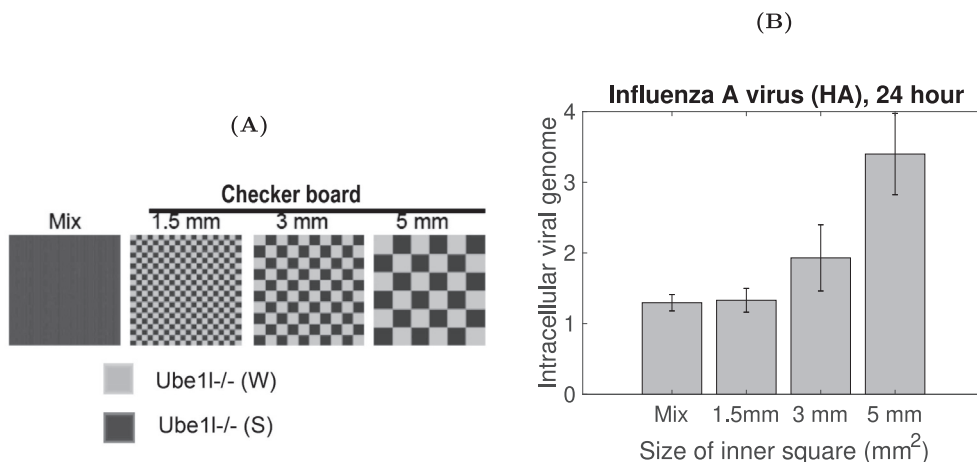 (A)
Checker board
Mix 1.5 mm 3 mm 5 mm
Ube1l-/- (W)
Ube1l-/- (S)
(B)
Influenza A virus (HA), 24 hour
Intracellular viral genome
4
3
2
1
0
Mix 1.5mm 3 mm 5 mm
Size of inner square (mm²)